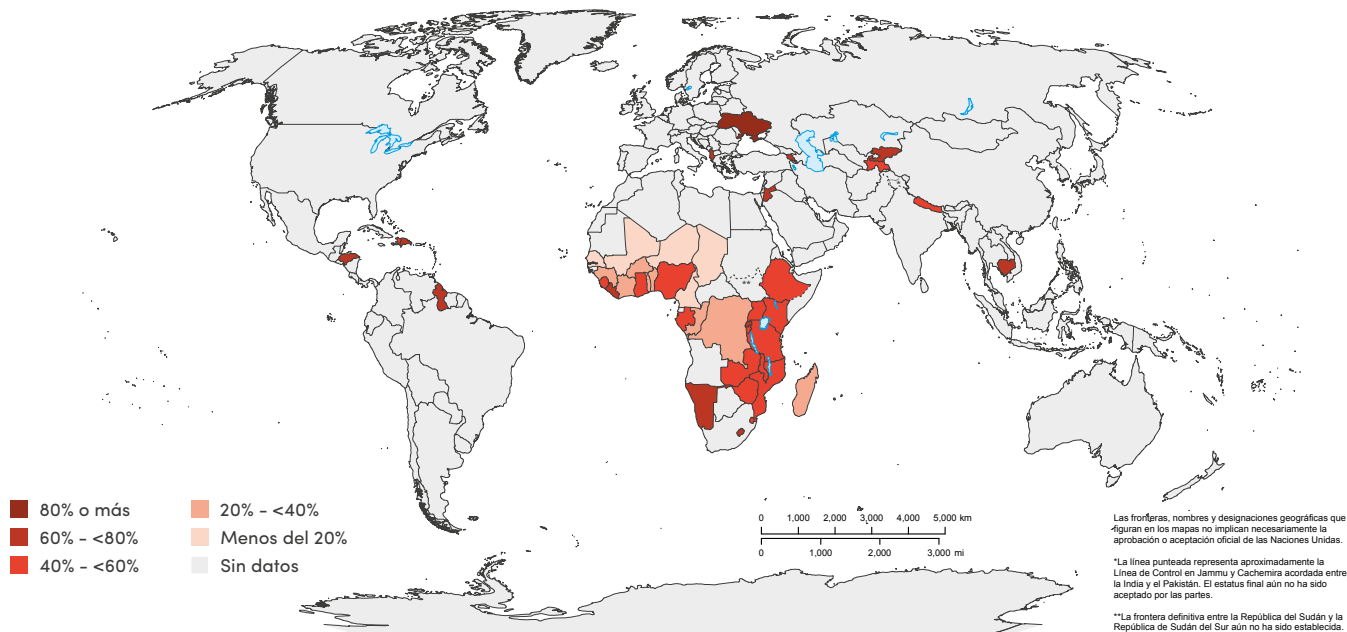 **
80% o más
60% - <80%
40% - <60%
20% - <40%
Menos del 20%
Sin datos
0 1,000 2,000 3,000 4,000 5,000 km
0 1,000 2,000 3,000 mi
Las fronteras, nombres y designaciones geográficas que
figuran en los mapas no implican necesariamente la
aprobación o aceptación oficial de las Naciones Unidas.
*La línea punteada representa aproximadamente la
Línea de Control en Jammu y Cachemira acordada entre
la India y el Pakistán. El estatus final aún no ha sido
aceptado por las partes.
**La frontera definitiva entre la República del Sudán y la
República de Sudán del Sur aún no ha sido establecida.